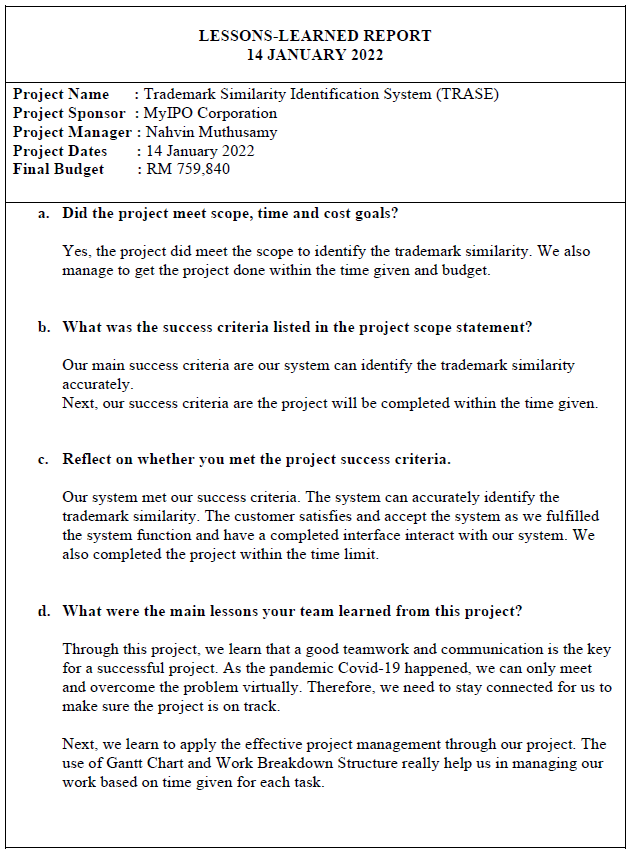 LESSONS-LEARNED REPORT
14 JANUARY 2022
Project Name : Trademark Similarity Identification System (TRASE)
Project Sponsor : MyIPO Corporation
Project Manager : Nahvin Muthusamy
Project Dates : 14 January 2022
Final Budget : RM 759,840
a. Did the project meet scope, time and cost goals?
Yes, the project did meet the scope to identify the trademark similarity. We also
manage to get the project done within the time given and budget.
b. What was the success criteria listed in the project scope statement?
Our main success criteria are our system can identify the trademark similarity
accurately.
Next, our success criteria are the project will be completed within the time given.
c. Reflect on whether you met the project success criteria.
Our system met our success criteria. The system can accurately identify the
trademark similarity. The customer satisfies and accept the system as we fulfilled
the system function and have a completed interface interact with our system. We
also completed the project within the time limit.
d. What were the main lessons your team learned from this project?
Through this project, we learn that a good teamwork and communication is the key
for a successful project. As the pandemic Covid-19 happened, we can only meet
and overcome the problem virtually. Therefore, we need to stay connected for us to
make sure the project is on track.
Next, we learn to apply the effective project management through our project. The
use of Gantt Chart and Work Breakdown Structure really help us in managing our
work based on time given for each task.